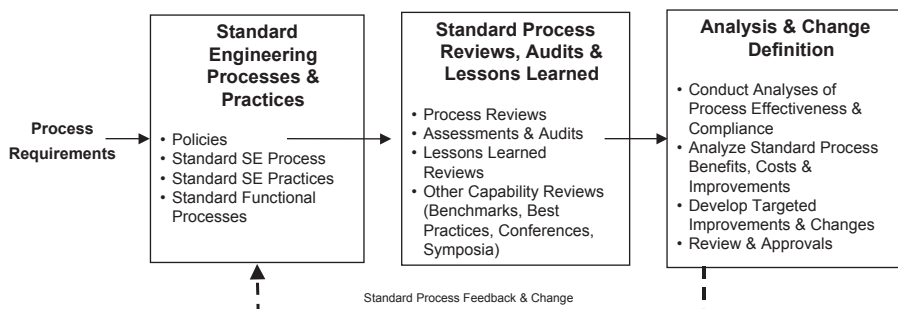 Process
Requirements
Standard
Engineering
Processes &
Practices
• Policies
• Standard SE Process
• Standard SE Practices
• Standard Functional
Processes
Standard Process
Reviews, Audits &
Lessons Learned
• Process Reviews
• Assessments & Audits
• Lessons Learned
Reviews
• Other Capability Reviews
(Benchmarks, Best
Practices, Conferences,
Symposia)
Analysis & Change
Definition
• Conduct Analyses of
Process Effectiveness &
Compliance
• Analyze Standard Process
Benefits, Costs &
Improvements
• Develop Targeted
Improvements & Changes
• Review & Approvals
Standard Process Feedback & Change